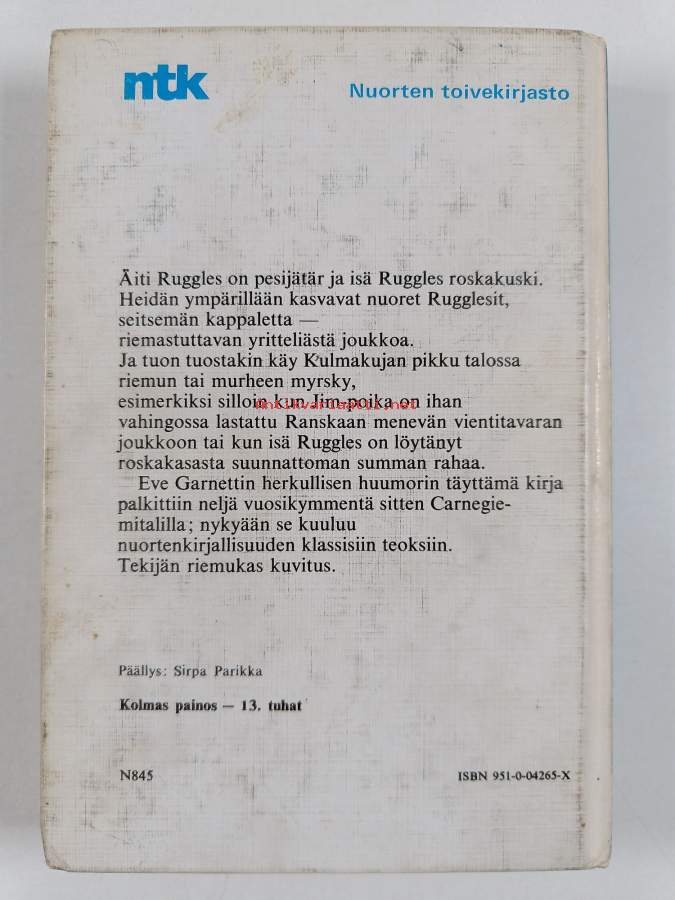 ntk
Nuorten toivekirjasto
Äiti Ruggles on pesijätär ja isä Ruggles roskakuski.
Heidän ympärillään kasvavat nuoret Rugglesit,
seitsemän kappaletta —
riemastuttavan yritteliästä joukkoa.
Ja tuon tuostakin käy Kulmakujan pikku talossa
riemun tai murheen myrsky,
esimerkiksi silloin kun Jim-poika on ihan
antikvariaatti.net
vahingossa lastattu Ranskaan menevän vientitavaran
joukkoon tai kun isä Ruggles on löytänyt
roskakasasta suunnattoman summan rahaa.
Eve Garnettin herkullisen huumorin täyttämä kirja
palkittiin neljä vuosikymmentä sitten Carnegie-
mitalilla; nykyään se kuuluu
nuortenkirjallisuuden klassisiin teoksiin.
Tekijän riemukas kuvitus.
Päällys: Sirpa Parikka
Kolmas painos — 13. tuhat
N845
ISBN 951-0-04265-X